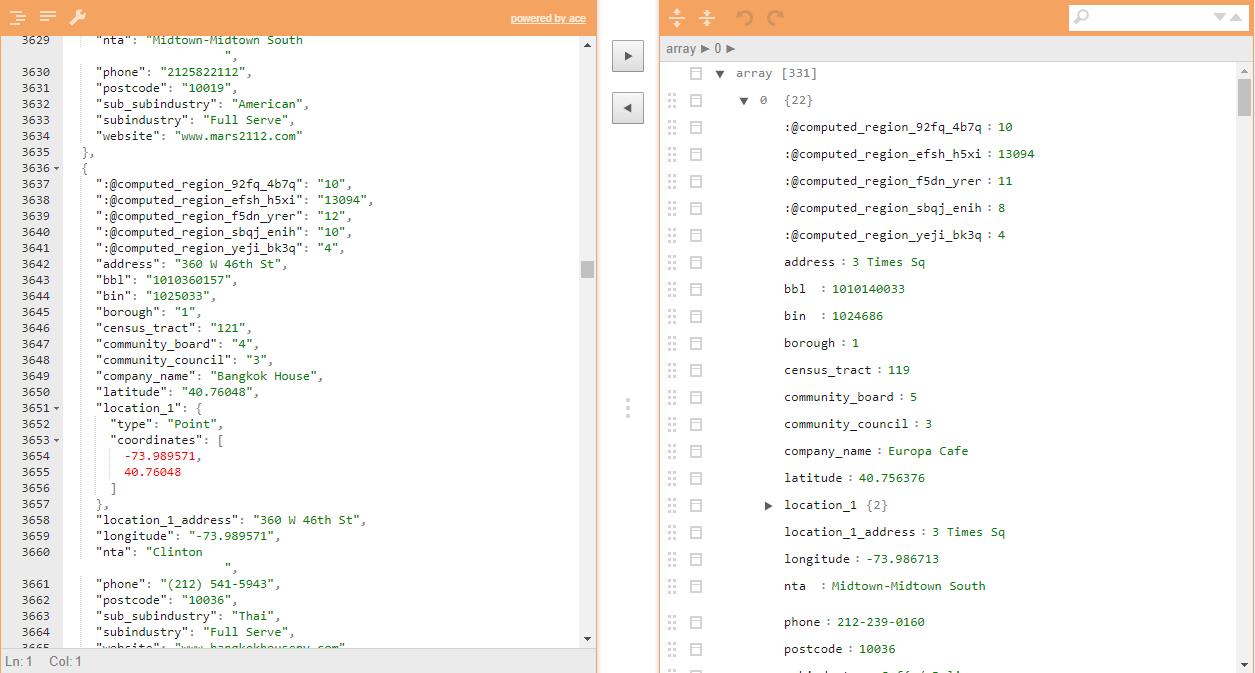 powered by ace
3629 "nta": "Midtown-Midtown South
",
3630 "phone": "2125822112",
3631 "postcode": "10019",
3632 "sub_subindustry": "American",
3633 "subindustry": "Full Serve",
3634 "website": "www.mars2112.com"
3635 },
3636 {
3637 ":@computed_region_92fq_4b7q": "10",
3638 ":@computed_region_efsh_h5xi": "13094",
3639 ":@computed_region_f5dn_yrer": "12",
3640 ":@computed_region_sbqj_enih": "10",
3641 ":@computed_region_yeji_bk3q": "4",
3642 "address": "360 W 46th St",
3643 "bbl": "1010360157",
3644 "bin": "1025033",
3645 "borough": "1",
3646 "census_tract": "121",
3647 "community_board": "4",
3648 "community_council": "3",
3649 "company_name": "Bangkok House",
3650 "latitude": "40.76048",
3651 "location_1": {
3652 "type": "Point",
3653 "coordinates": [
3654 -73.989571,
3655 40.76048
3656 ]
3657 },
3658 "location_1_address": "360 W 46th St",
3659 "longitude": "-73.989571",
3660 "nta": "Clinton
",
3661 "phone": "(212) 541-5943",
3662 "postcode": "10036",
3663 "sub_subindustry": "Thai",
3664 "subindustry": "Full Serve",
3665 "website": "www.bangkokhouseny.com"
Ln: 1 Col: 1
array ► 0 ►
array [331]
0 {22}
:@computed_region_92fq_4b7q : 10
:@computed_region_efsh_h5xi : 13094
:@computed_region_f5dn_yrer : 11
:@computed_region_sbqj_enih : 8
:@computed_region_yeji_bk3q : 4
address : 3 Times Sq
bbl : 1010140033
bin : 1024686
borough : 1
census_tract : 119
community_board : 5
community_council : 3
company_name : Europa Cafe
latitude : 40.756376
location_1 {2}
location_1_address : 3 Times Sq
longitude : -73.986713
nta : Midtown-Midtown South
phone : 212-239-0160
postcode : 10036